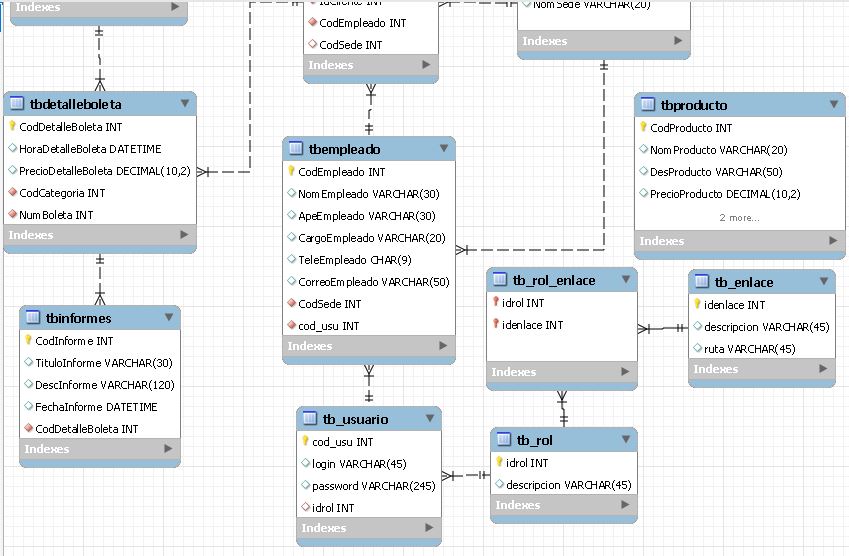 Indexes
CodEmpleado INT
CodSede INT
Indexes
NomSede VARCHAR(20)
Indexes
tbdetalleboleta
CodDetalleBoleta INT
HoraDetalleBoleta DATETIME
PrecioDetalleBoleta DECIMAL(10,2)
CodCategoria INT
NumBoleta INT
Indexes
tbempleado
CodEmpleado INT
NomEmpleado VARCHAR(30)
ApeEmpleado VARCHAR(30)
CargoEmpleado VARCHAR(20)
TeleEmpleado CHAR(9)
CorreoEmpleado VARCHAR(50)
CodSede INT
cod_usu INT
Indexes
tbproducto
CodProducto INT
NomProducto VARCHAR(20)
DesProducto VARCHAR(50)
PrecioProducto DECIMAL(10,2)
2 more...
Indexes
tbinformes
CodInforme INT
TituloInforme VARCHAR(30)
DescInforme VARCHAR(120)
FechaInforme DATETIME
CodDetalleBoleta INT
Indexes
tb_rol_enlace
idrol INT
idenlace INT
Indexes
tb_enlace
idenlace INT
descripcion VARCHAR(45)
ruta VARCHAR(45)
Indexes
tb_usuario
cod_usu INT
login VARCHAR(45)
password VARCHAR(245)
idrol INT
Indexes
tb_rol
idrol INT
descripcion VARCHAR(45)
Indexes